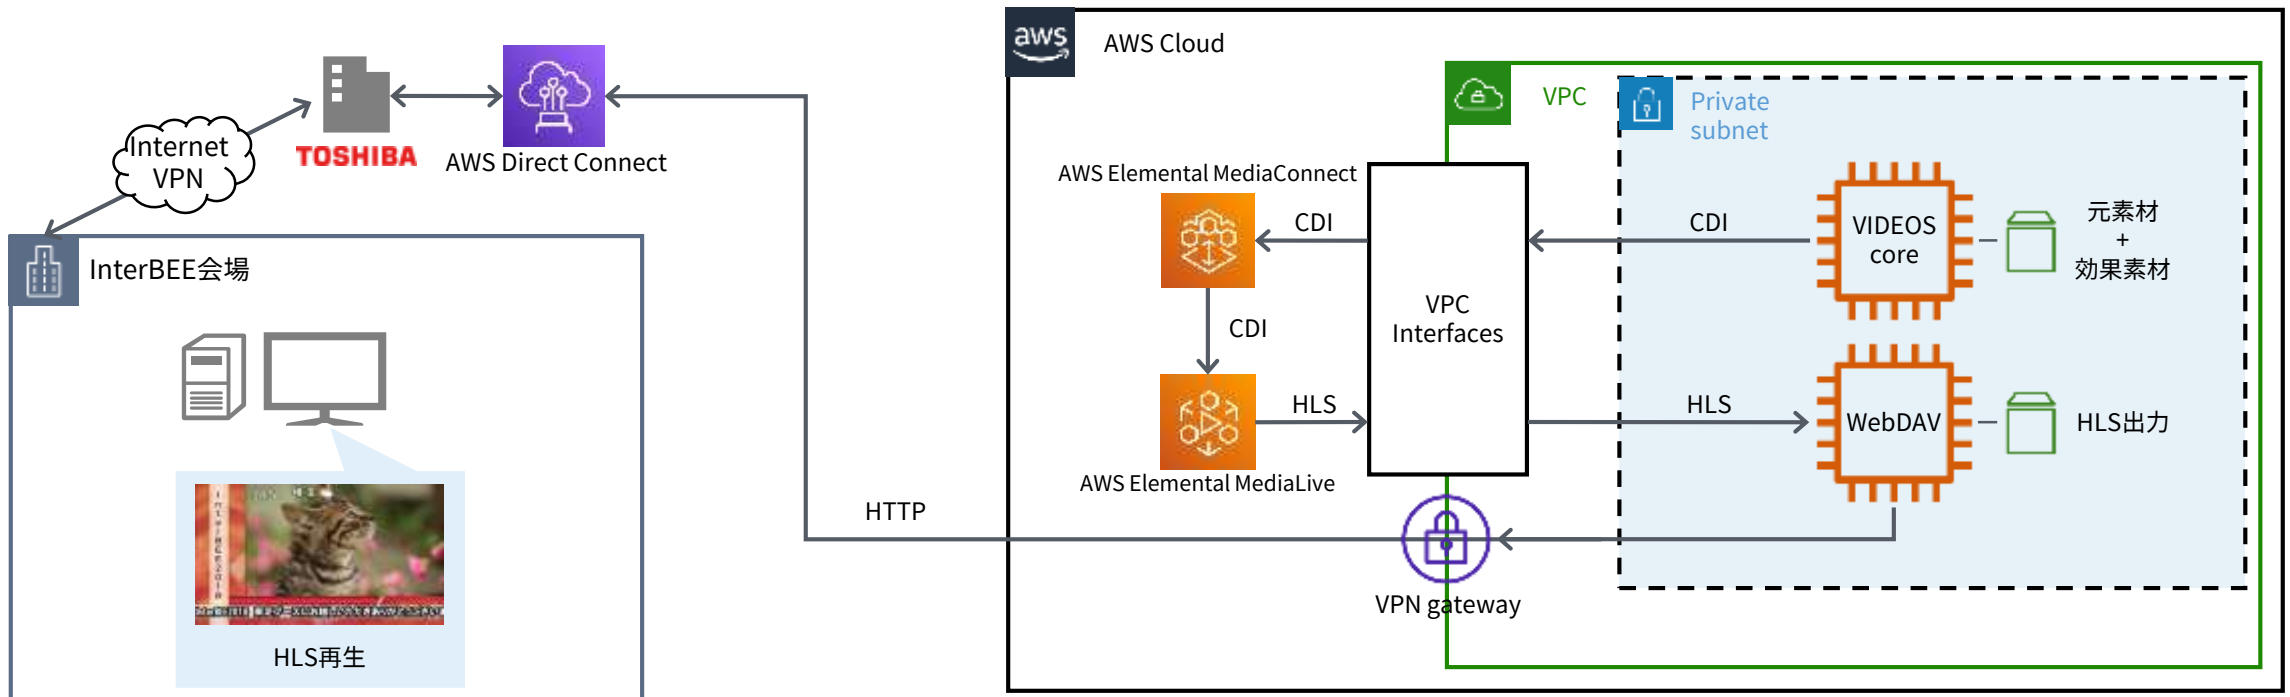 aws
AWS Cloud
Internet
VPN
TOSHIBA
AWS Direct Connect
VPC
Private
subnet
AWS Elemental MediaConnect
CDI
CDI
VIDEOS
core
元素材
+
効果素材
InterBEE会場
VPC
Interfaces
CDI
HLS
HLS
WebDAV
HLS出力
AWS Elemental MediaLive
HTTP
VPN gateway
HLS再生